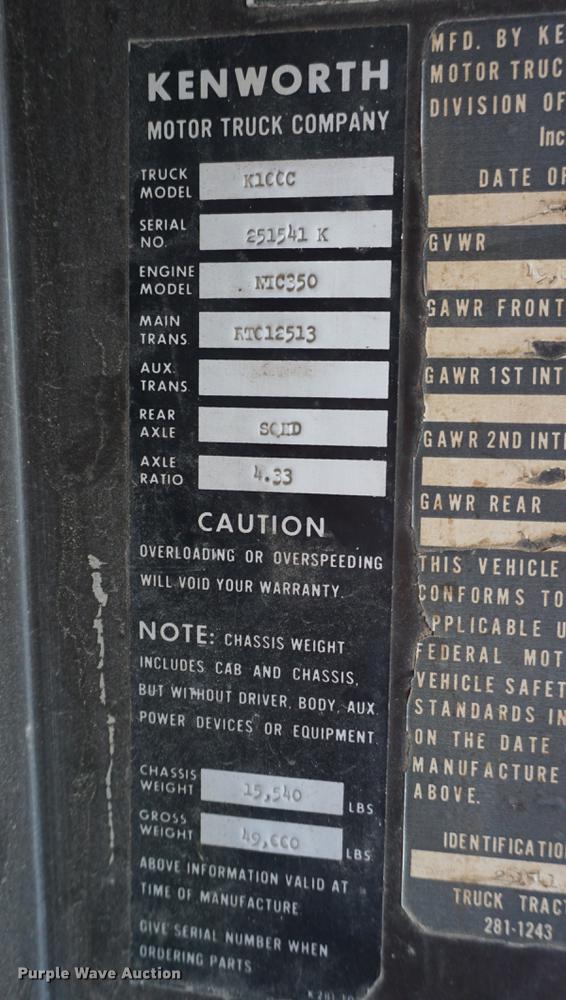 KENWORTH
MOTOR TRUCK COMPANY
TRUCK MODEL K100C
SERIAL NO. 251541 K
ENGINE MODEL NTC350
MAIN TRANS. RTO12513
AUX. TRANS.
REAR AXLE SQHD
AXLE RATIO 4.33
CAUTION
OVERLOADING OR OVERSPEEDING
WILL VOID YOUR WARRANTY.
NOTE: CHASSIS WEIGHT
INCLUDES CAB AND CHASSIS,
BUT WITHOUT DRIVER, BODY, AUX.
POWER DEVICES OR EQUIPMENT.
CHASSIS WEIGHT 15,540 LBS
GROSS WEIGHT 49,660 LBS
ABOVE INFORMATION VALID AT
TIME OF MANUFACTURE
GIVE SERIAL NUMBER WHEN
ORDERING PARTS
MFD. BY KE
MOTOR TRUC
DIVISION OF
Inc
DATE OF
GVWR
GAWR FRONT
GAWR 1ST INT
GAWR 2ND INT
GAWR REAR
THIS VEHICLE
CONFORMS TO
APPLICABLE U
FEDERAL MOT
VEHICLE SAFET
STANDARDS IN
ON THE DATE
MANUFACTURE
ABOVE.
IDENTIFICATIO
TRUCK TRAC
281-1243
Purple Wave Auction